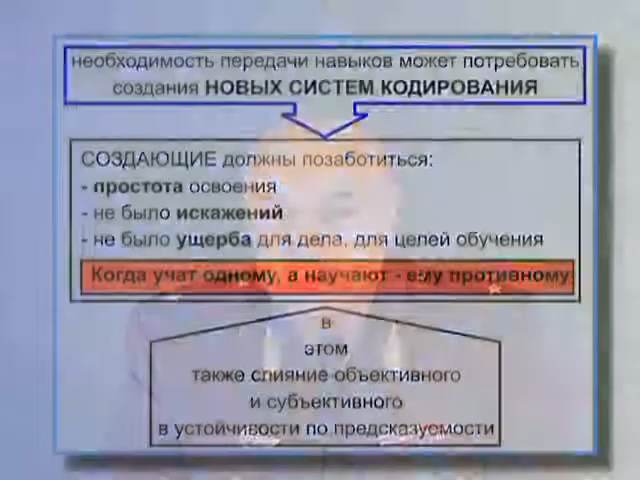 необходимость передачи навыков может потребовать
создания НОВЫХ СИСТЕМ КОДИРОВАНИЯ
СОЗДАЮЩИЕ должны позаботиться:
- простота освоения
- не было искажений
- не было ущерба для дела, для целей обучения
Когда учат одному, а научают - ему противному
в
этом
также слияние объективного
и субъективного
в устойчивости по предсказуемости